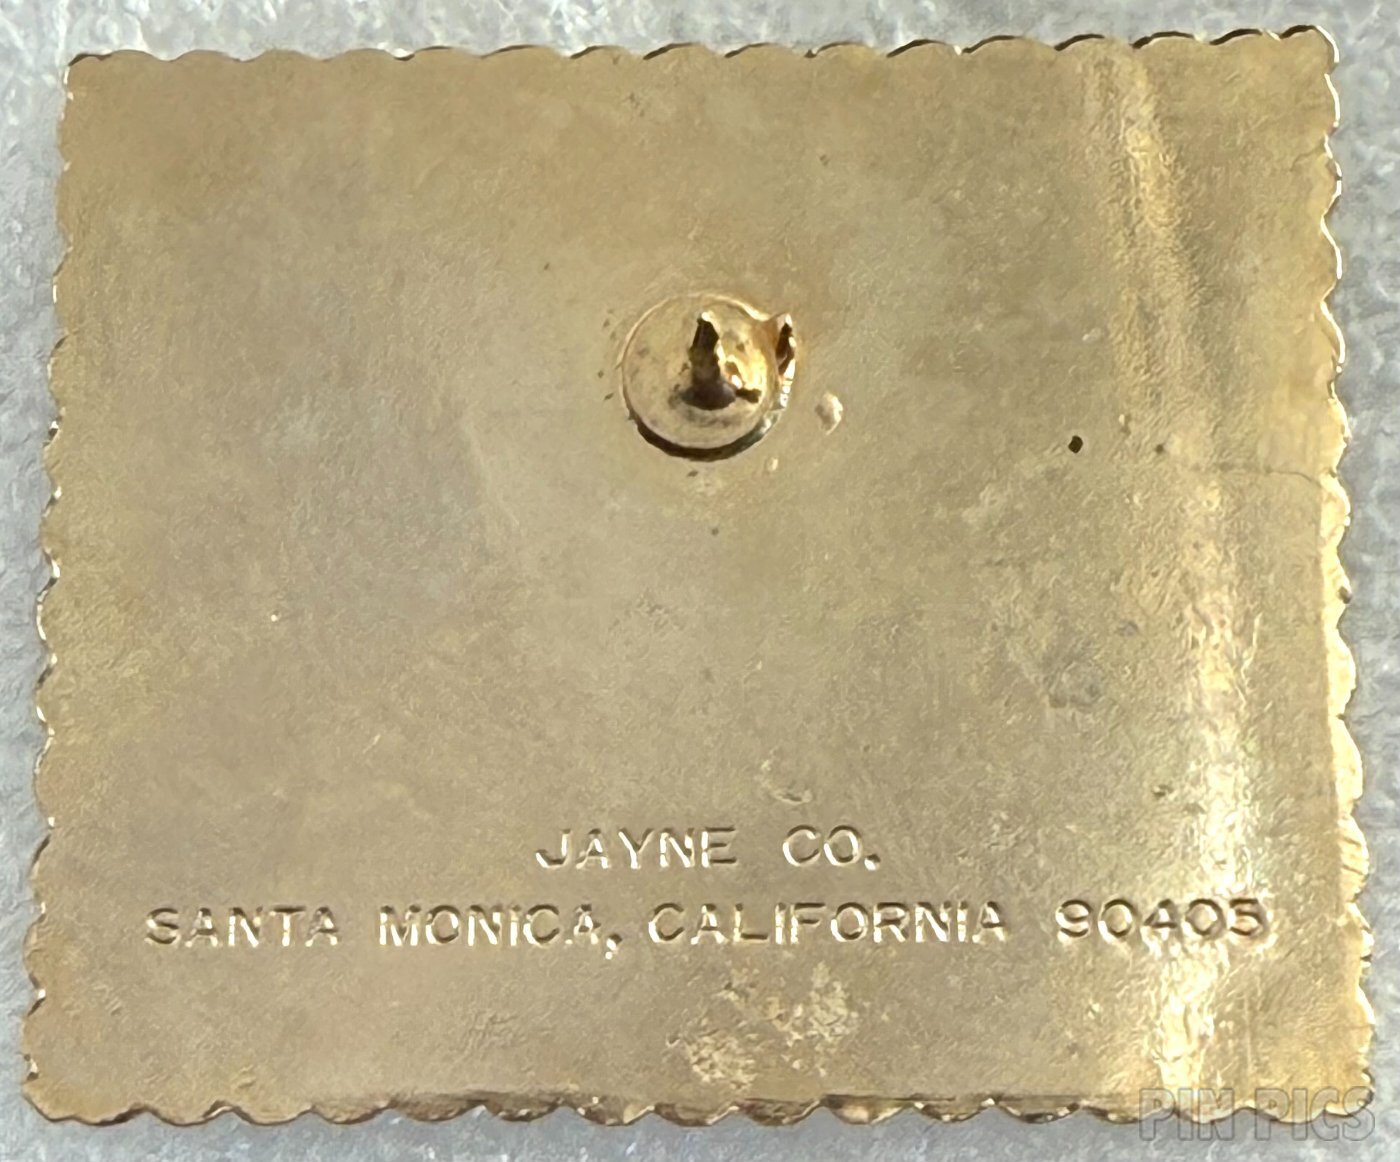 JAYNE CO.
SANTA MONICA, CALIFORNIA 90405
PIN PICS